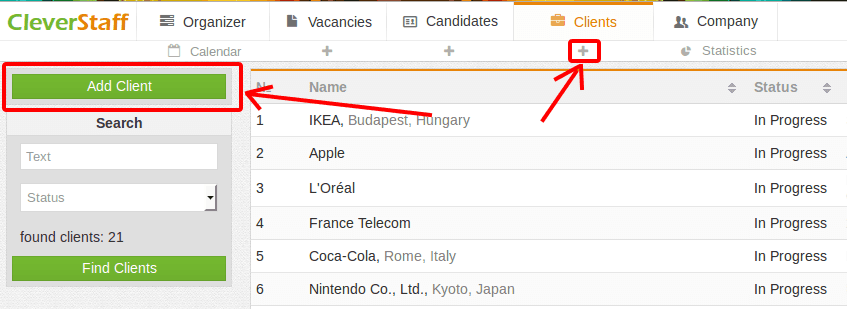 CleverStaff Organizer Vacancies Candidates Clients Company
Calendar + + + Statistics
Add Client
Search
Text
Status
found clients: 21
Find Clients
№ Name Status
1 IKEA, Budapest, Hungary In Progress
2 Apple In Progress
3 L'Oréal In Progress
4 France Telecom In Progress
5 Coca-Cola, Rome, Italy In Progress
6 Nintendo Co., Ltd., Kyoto, Japan In Progress